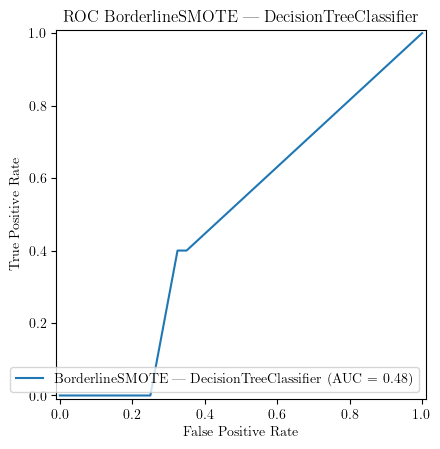 ROC BorderlineSMOTE — DecisionTreeClassifier
1.0
0.8
0.6
0.4
0.2
0.0
True Positive Rate
BorderlineSMOTE — DecisionTreeClassifier (AUC = 0.48)
0.0 0.2 0.4 0.6 0.8 1.0
False Positive Rate